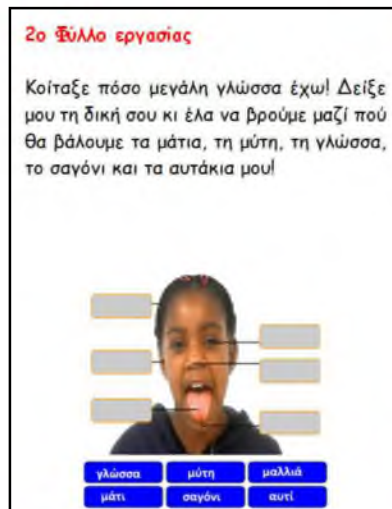 2ο Φύλλο εργασίας
Κοίταξε πόσο μεγάλη γλώσσα έχω! Δείξε
μου τη δική σου κι έλα να βρούμε μαζί πού
θα βάλουμε τα μάτια, τη μύτη, τη γλώσσα,
το σαγόνι και τα αυτάκια μου!
γλώσσα μύτη μαλλιά
μάτι σαγόνι αυτί